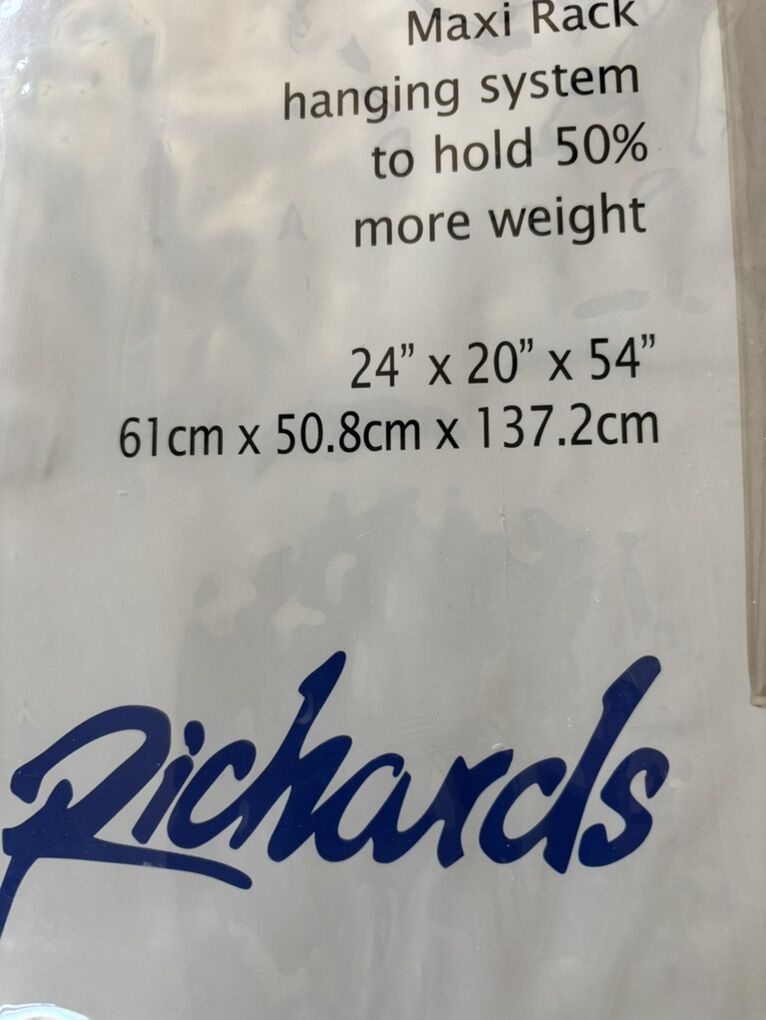 Maxi Rack
hanging system
to hold 50%
more weight
24” x 20” x 54”
61cm x 50.8cm x 137.2cm
Richards